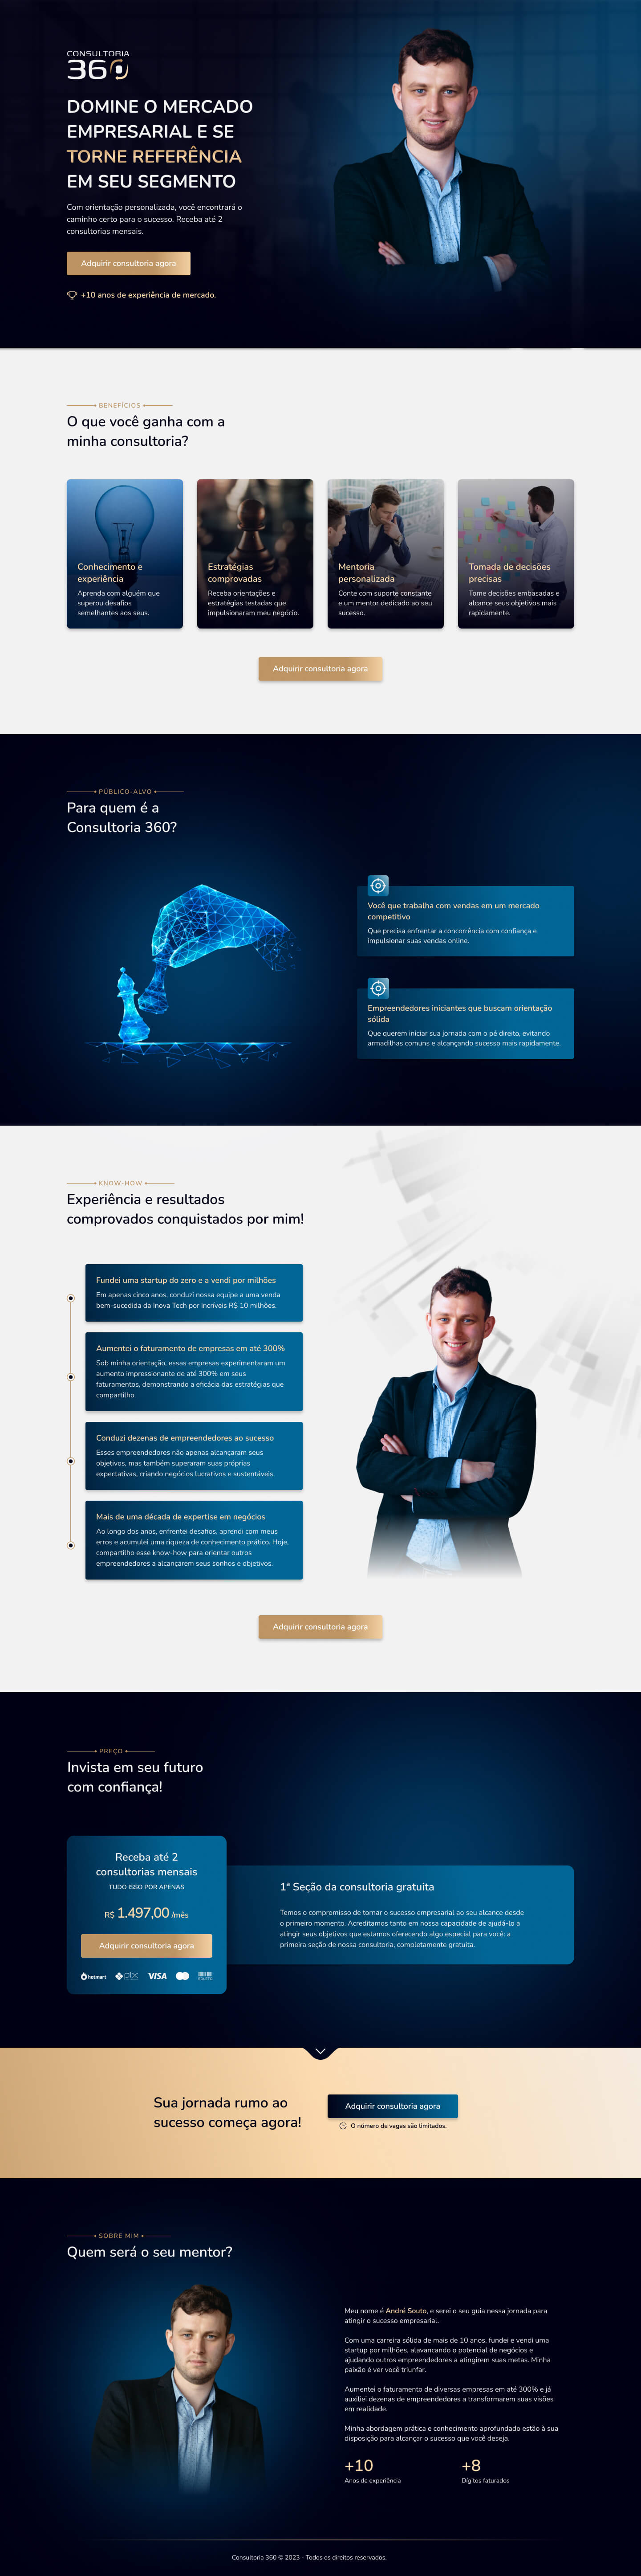 CONSULTORIA
360
DOMINE O MERCADO
EMPRESARIAL E SE
TORNE REFERÊNCIA
EM SEU SEGMENTO
Com orientação personalizada, você encontrará o
caminho certo para o sucesso. Receba até 2
consultorias mensais.
Adquirir consultoria agora
+10 anos de experiência de mercado.
BENEFÍCIOS
O que você ganha com a
minha consultoria?
Conhecimento e
experiência
Aprenda com alguém que
superou desafios
semelhantes aos seus.
Estratégias
comprovadas
Receba orientações e
estratégias testadas que
impulsionaram meu negócio.
Mentoria
personalizada
Conte com suporte constante
e um mentor dedicado ao seu
sucesso.
Tomada de decisões
precisas
Tome decisões embasadas e
alcance seus objetivos mais
rapidamente.
Adquirir consultoria agora
PÚBLICO-ALVO
Para quem é a
Consultoria 360?
Você que trabalha com vendas em um mercado
competitivo
Que precisa enfrentar a concorrência com confiança e
impulsionar suas vendas online.
Empreendedores iniciantes que buscam orientação
sólida
Que querem iniciar sua jornada com o pé direito, evitando
armadilhas comuns e alcançando sucesso mais rapidamente.
KNOW-HOW
Experiência e resultados
comprovados conquistados por mim!
Fundei uma startup do zero e a vendi por milhões
Em apenas cinco anos, conduzi nossa equipe a uma venda
bem-sucedida da Inova Tech por incríveis R$ 10 milhões.
Aumentei o faturamento de empresas em até 300%
Sob minha orientação, essas empresas experimentaram um
aumento impressionante de até 300% em seus
faturamentos, demonstrando a eficácia das estratégias que
compartilho.
Conduzi dezenas de empreendedores ao sucesso
Esses empreendedores não apenas alcançaram seus
objetivos, mas também superaram suas próprias
expectativas, criando negócios lucrativos e sustentáveis.
Mais de uma década de expertise em negócios
Ao longo dos anos, enfrentei desafios, aprendi com meus
erros e acumulei uma riqueza de conhecimento prático. Hoje,
compartilho esse know-how para orientar outros
empreendedores a alcançarem seus sonhos e objetivos.
Adquirir consultoria agora
PREÇO
Invista em seu futuro
com confiança!
Receba até 2
consultorias mensais
TUDO ISSO POR APENAS
R$ 1.497,00 /mês
Adquirir consultoria agora
hotmart pix VISA BOLETO
1ª Seção da consultoria gratuita
Temos o compromisso de tornar o sucesso empresarial ao seu alcance desde
o primeiro momento. Acreditamos tanto em nossa capacidade de ajudá-lo a
atingir seus objetivos que estamos oferecendo algo especial para você: a
primeira seção de nossa consultoria, completamente gratuita.
Sua jornada rumo ao
sucesso começa agora!
Adquirir consultoria agora
O número de vagas são limitados.
SOBRE MIM
Quem será o seu mentor?
Meu nome é André Souto, e serei o seu guia nessa jornada para
atingir o sucesso empresarial.
Com uma carreira sólida de mais de 10 anos, fundei e vendi uma
startup por milhões, alavancando o potencial de negócios e
ajudando outros empreendedores a atingirem suas metas. Minha
paixão é ver você triunfar.
Aumentei o faturamento de diversas empresas em até 300% e já
auxiliei dezenas de empreendedores a transformarem suas visões
em realidade.
Minha abordagem prática e conhecimento aprofundado estão à sua
disposição para alcançar o sucesso que você deseja.
+10
Anos de experiência
+8
Dígitos faturados
Consultoria 360 © 2023 - Todos os direitos reservados.